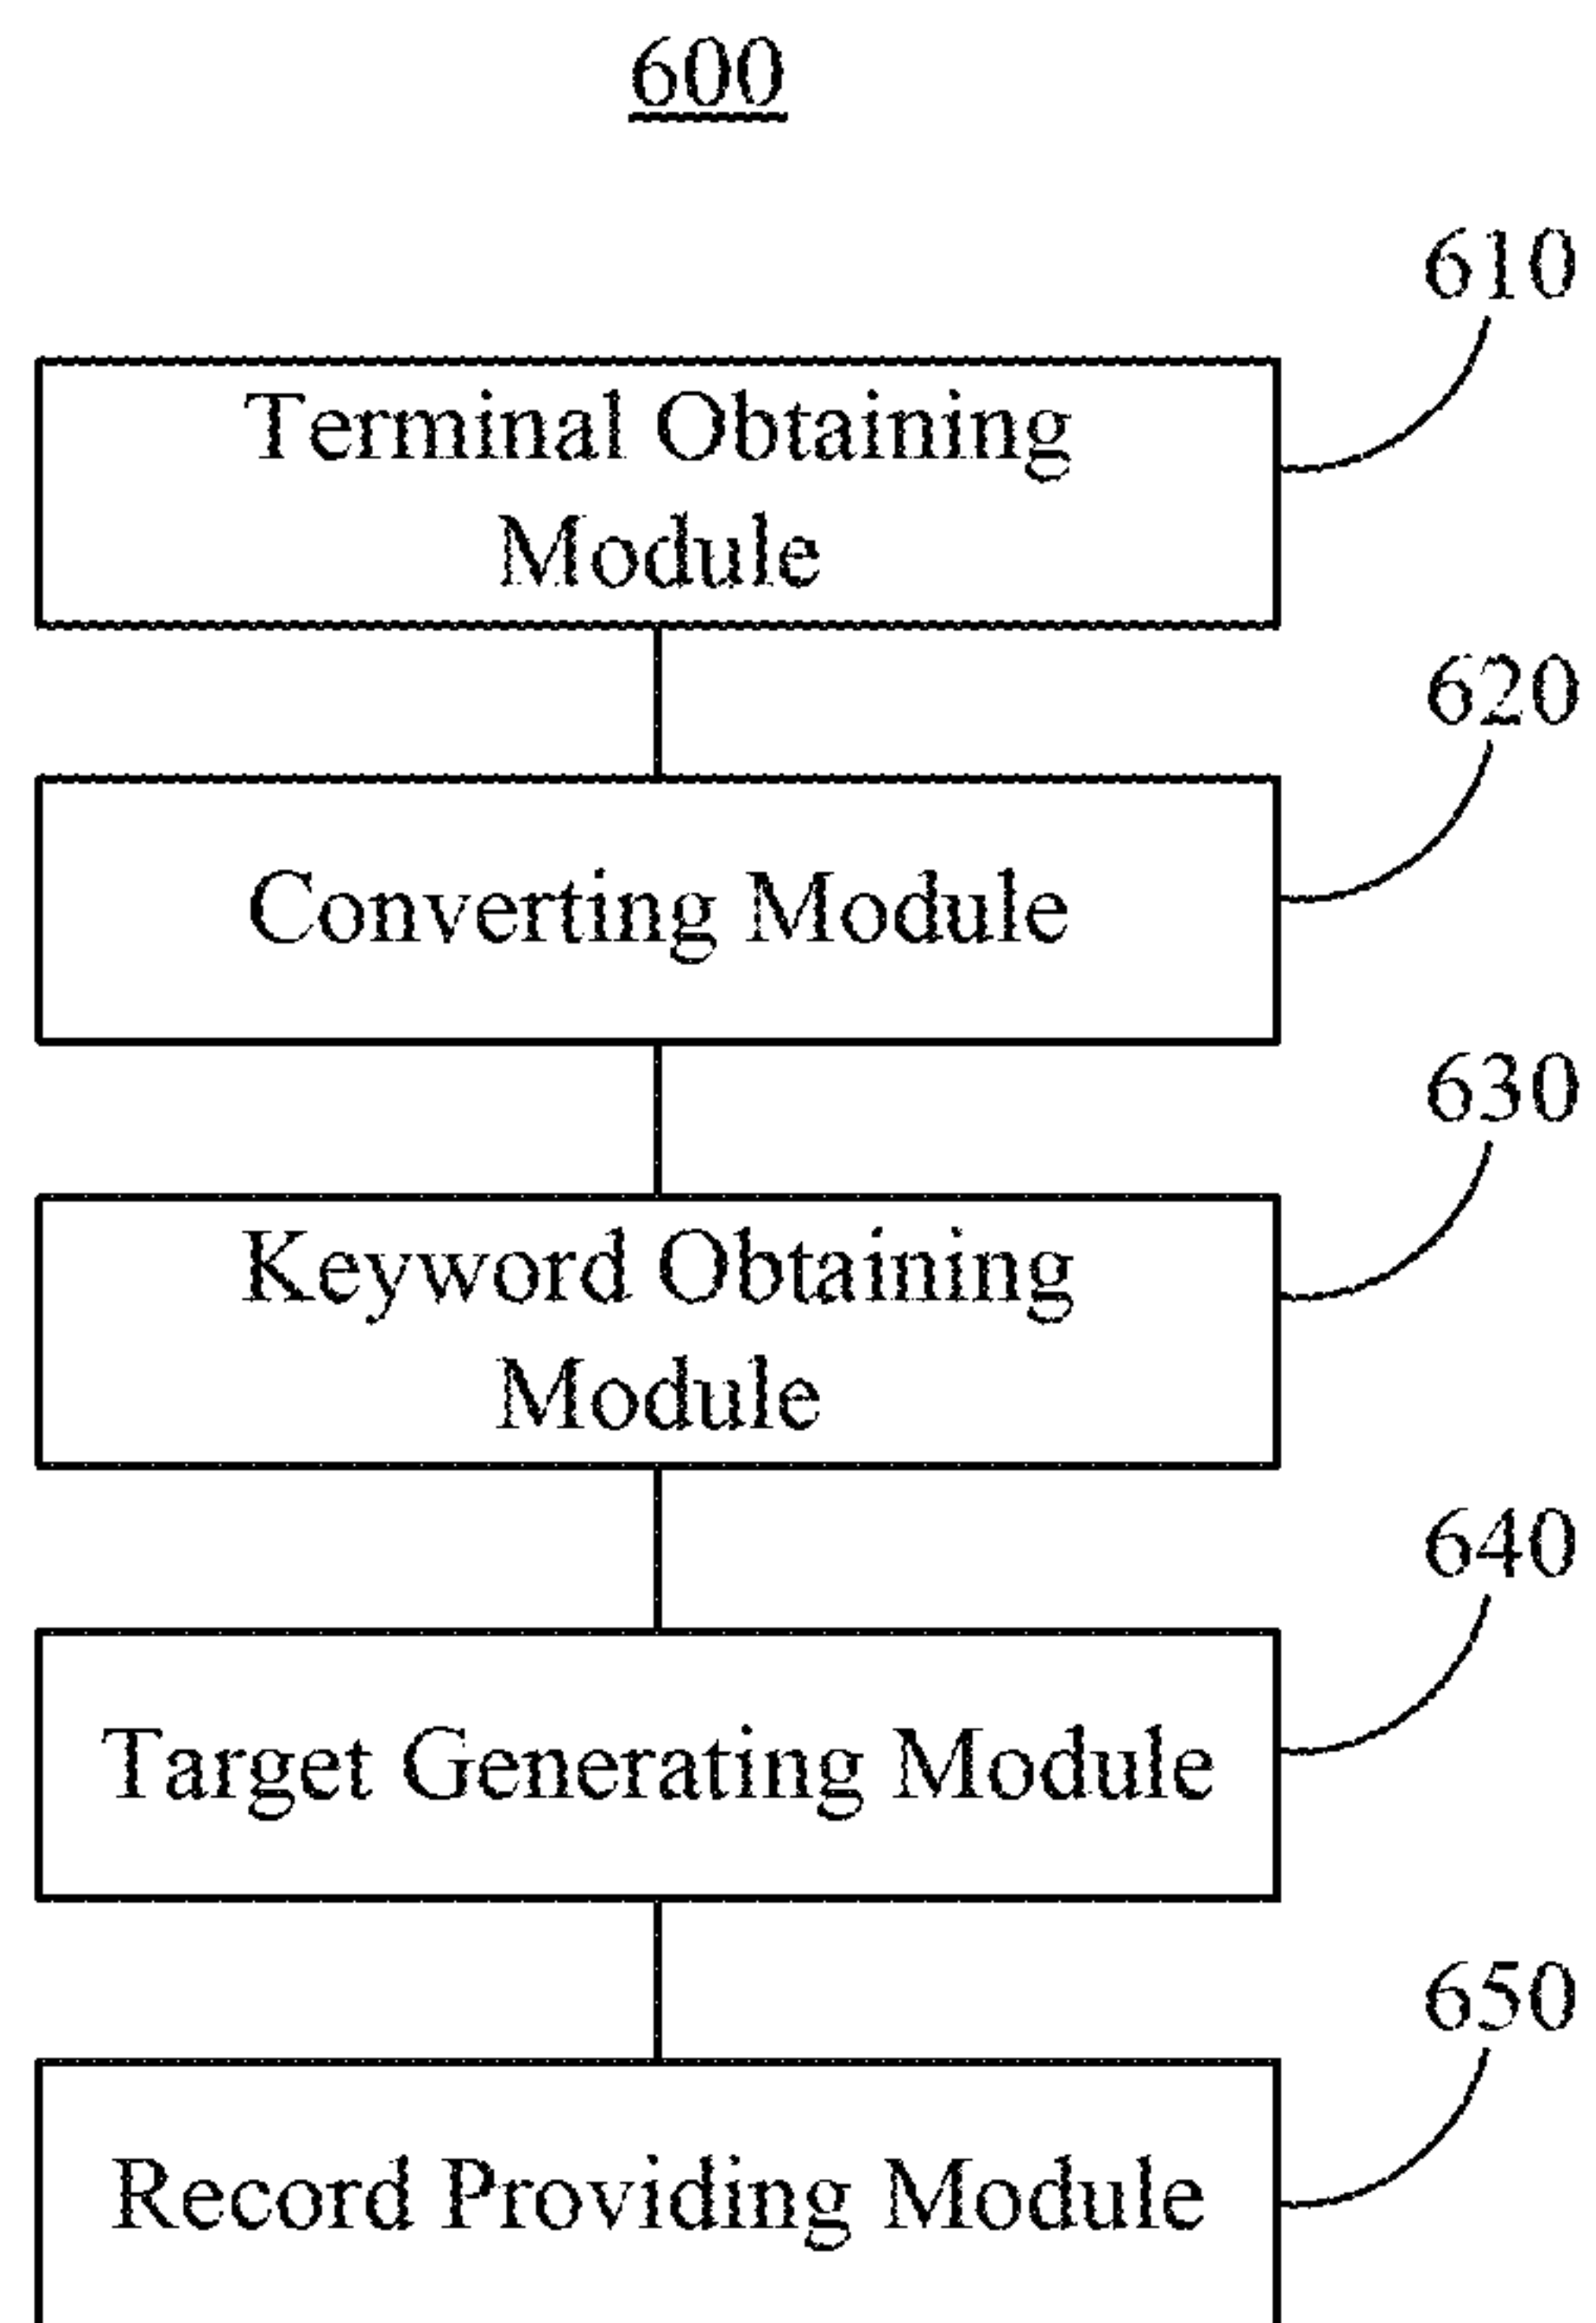 600
610
Terminal Obtaining
Module
620
Converting Module
630
Keyword Obtaining
Module
640
Target Generating Module
650
Record Providing Module